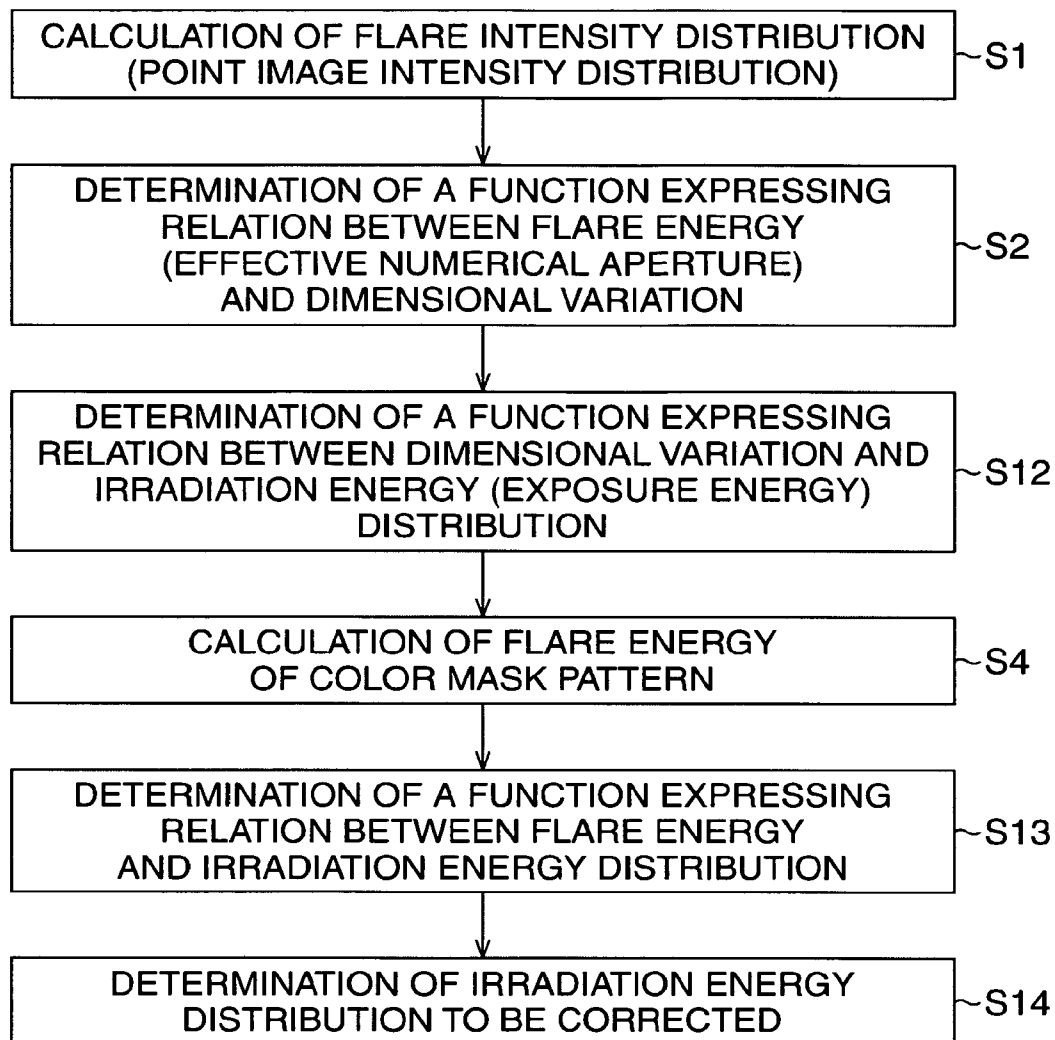 CALCULATION OF FLARE INTENSITY DISTRIBUTION
(POINT IMAGE INTENSITY DISTRIBUTION)
~S1
DETERMINATION OF A FUNCTION EXPRESSING
RELATION BETWEEN FLARE ENERGY
(EFFECTIVE NUMERICAL APERTURE)
AND DIMENSIONAL VARIATION
~S2
DETERMINATION OF A FUNCTION EXPRESSING
RELATION BETWEEN DIMENSIONAL VARIATION AND
IRRADIATION ENERGY (EXPOSURE ENERGY)
DISTRIBUTION
~S12
CALCULATION OF FLARE ENERGY
OF COLOR MASK PATTERN
~S4
DETERMINATION OF A FUNCTION EXPRESSING
RELATION BETWEEN FLARE ENERGY
AND IRRADIATION ENERGY DISTRIBUTION
~S13
DETERMINATION OF IRRADIATION ENERGY
DISTRIBUTION TO BE CORRECTED
~S14